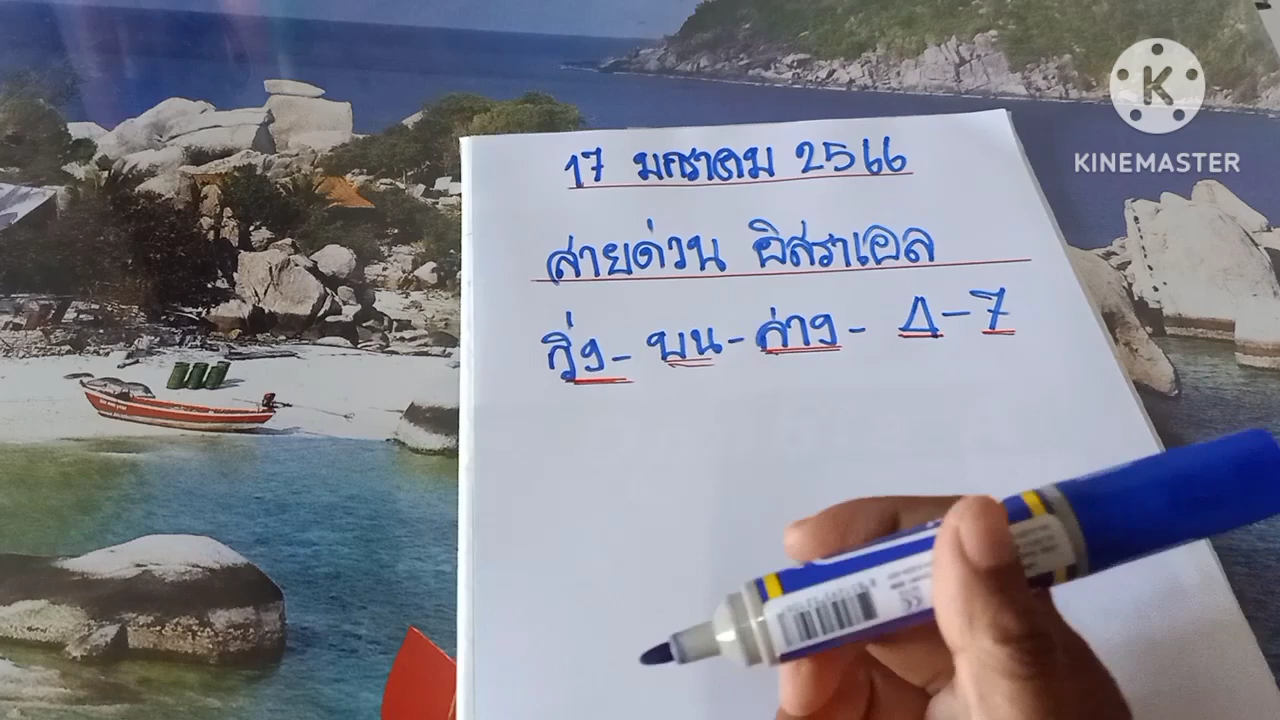 KINEMASTER
17 มกราคม 2566
สายด่วน อิสราเอล
วิ่ง - บน - ล่าง - 1 - 7